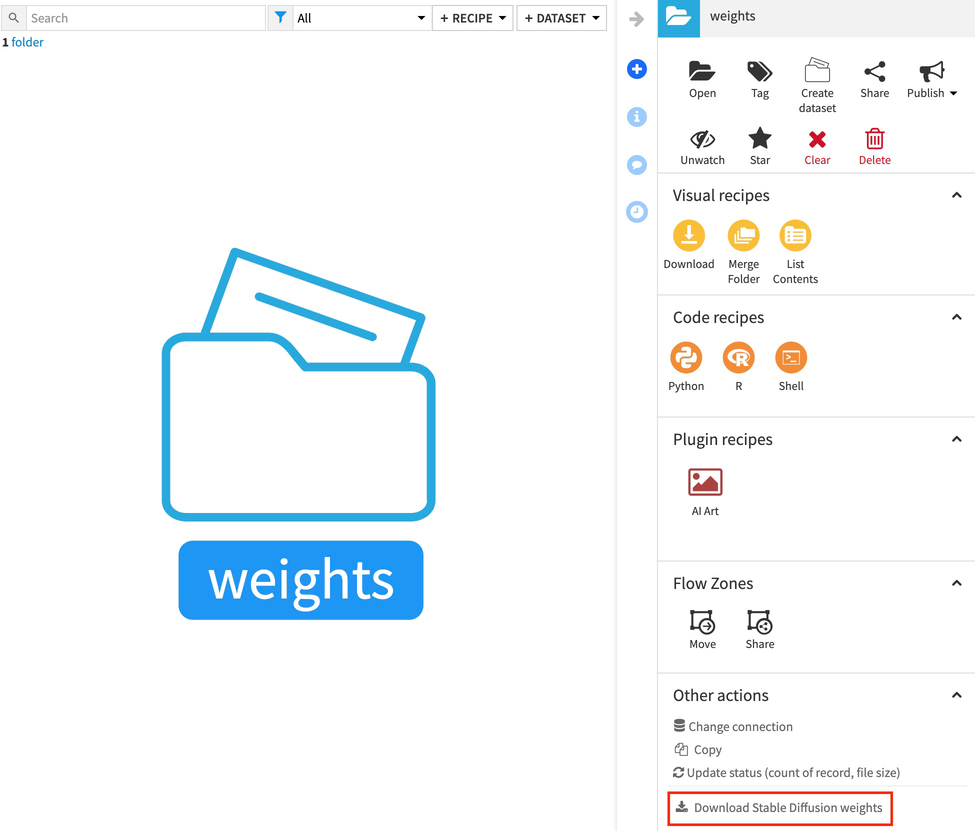 Search
All
+ RECIPE
+ DATASET
1 folder
weights
weights
Open
Tag
Create
dataset
Share
Publish
Unwatch
Star
Clear
Delete
Visual recipes
Download
Merge
Folder
List
Contents
Code recipes
Python
R
Shell
Plugin recipes
AI Art
Flow Zones
Move
Share
Other actions
Change connection
Copy
Update status (count of record, file size)
Download Stable Diffusion weights